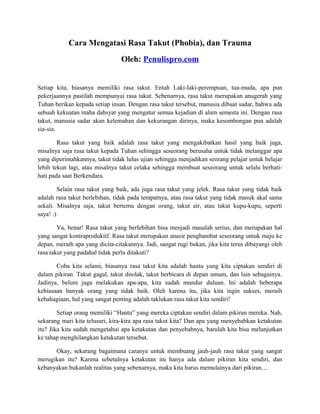 Cara Mengatasi Rasa Takut (Phobia), dan Trauma
Oleh: Penulispro.com
Setiap kita, biasanya memiliki rasa takut. Entah Laki-laki-perempuan, tua-muda, apa pun
pekerjaannya pastilah mempunyai rasa takut. Sebenarnya, rasa takut merupakan anugerah yang
Tuhan berikan kepada setiap insan. Dengan rasa takut tersebut, manusia dibuat sadar, bahwa ada
sebuah kekuatan maha dahsyat yang mengatur semua kejadian di alam semesta ini. Dengan rasa
takut, manusia sadar akan kelemahan dan kekurangan dirinya, maka kesombongan pun adalah
sia-sia.
Rasa takut yang baik adalah rasa takut yang mengakibatkan hasil yang baik juga,
misalnya saja rasa takut kepada Tuhan sehingga seseorang berusaha untuk tidak melanggar apa
yang diperintahkannya, takut tidak lulus ujian sehingga menjadikan seorang pelajar untuk belajar
lebih tekun lagi, atau misalnya takut celaka sehingga membuat seseorang untuk selalu berhati-
hati pada saat Berkendara.
Selain rasa takut yang baik, ada juga rasa takut yang jelek. Rasa takut yang tidak baik
adalah rasa takut berlebihan, tidak pada tempatnya, atau rasa takut yang tidak masuk akal sama
sekali. Misalnya saja, takut bertemu dengan orang, takut air, atau takut kupu-kupu, seperti
saya! :)
Ya, benar! Rasa takut yang berlebihan bisa menjadi masalah serius, dan merupakan hal
yang sangat kontraproduktif. Rasa takut merupakan anasir penghambat seseorang untuk maju ke
depan, meraih apa yang dicita-citakannya. Jadi, sangat rugi bukan, jika kita terus dibayangi oleh
rasa takut yang padahal tidak perlu ditakuti?
Coba kita selami, biasanya rasa takut kita adalah hantu yang kita ciptakan sendiri di
dalam pikiran. Takut gagal, takut ditolak, takut berbicara di depan umum, dan lain sebagainya.
Jadinya, belum juga melakukan apa-apa, kita sudah mundur duluan. Ini adalah beberapa
kebiasaan yang tidak baik. Oleh karena itu, jika kita ingin sukses, meraih
kebahagiaan, hal yang sangat penting adalah taklukan rasa takut kita sendiri!
Setiap orang memiliki “Hantu” yang mereka ciptakan sendiri dalam pikiran mereka. Nah,
sekarang mari kita telusuri, kira-kira apa rasa takut kita? Dan apa yang menyebabkan ketakutan
itu? Jika kita sudah mengetahui apa ketakutan dan penyebabnya, barulah kita bisa melanjutkan
ke tahap menghilangkan ketakutan tersebut.
Okay, sekarang bagaimana caranya untuk membuang jauh-jauh rasa takut yang sangat
merugikan itu? Karena sebetulnya ketakutan itu hanya ada dalam pikiran kita sendiri, dan
kebanyakan bukanlah realitas yang sebenarnya, maka kita harus memulainya dari pikiran…